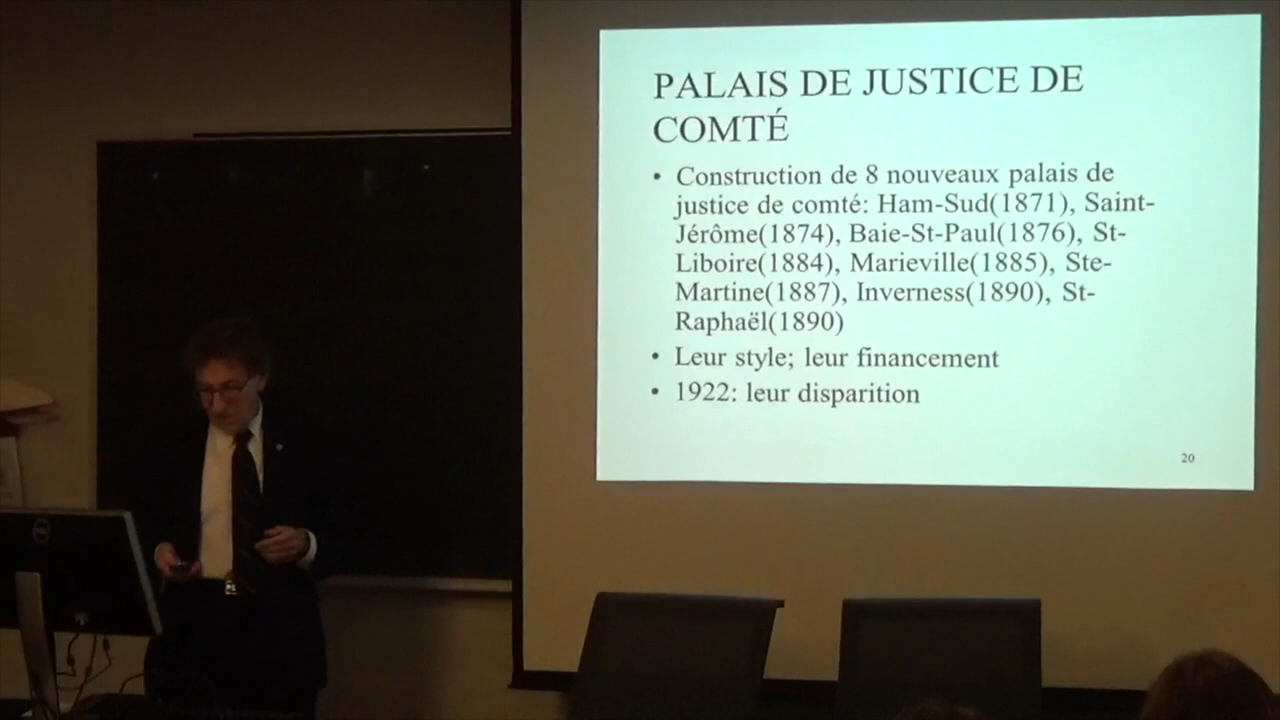 PALAIS DE JUSTICE DE
COMTÉ
• Construction de 8 nouveaux palais de
justice de comté: Ham-Sud(1871), Saint-
Jérôme(1874), Baie-St-Paul(1876), St-
Liboire(1884), Marieville(1885), Ste-
Martine(1887), Inverness(1890), St-
Raphaël(1890)
• Leur style; leur financement
• 1922: leur disparition
20